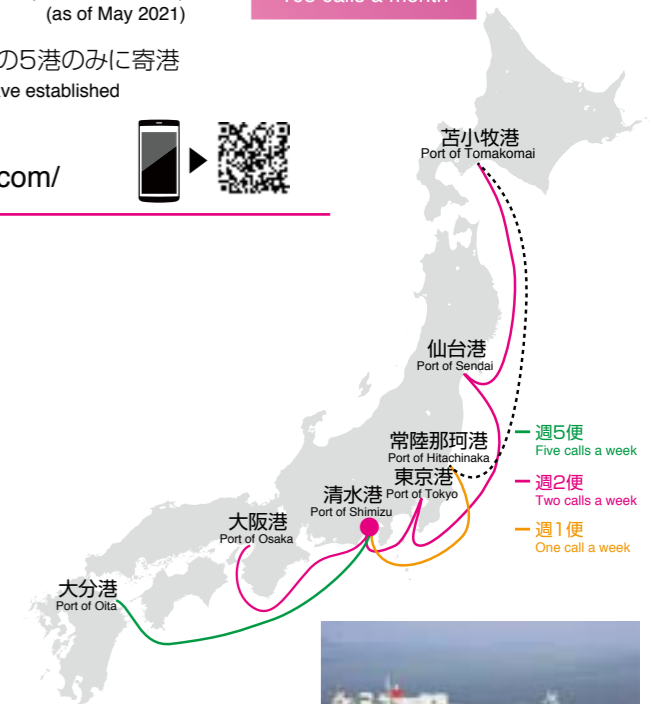 (as of May 2021)
の5港のみに寄港
ve established
com/
苫小牧港
Port of Tomakomai
仙台港
Port of Sendai
常陸那珂港
Port of Hitachinaka
東京港
Port of Tokyo
清水港
Port of Shimizu
大阪港
Port of Osaka
大分港
Port of Oita
週5便
Five calls a week
週2便
Two calls a week
週1便
One call a week